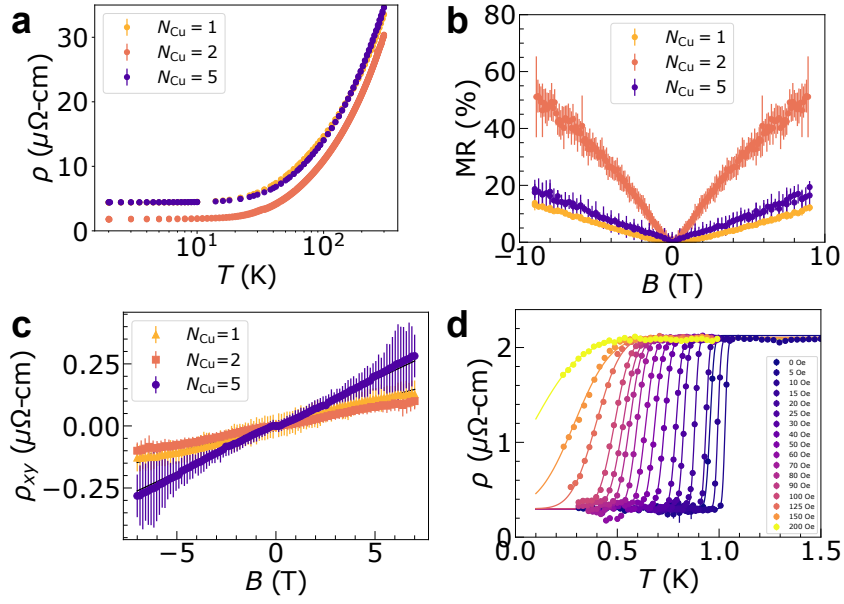 a
N_Cu = 1
N_Cu = 2
N_Cu = 5
ρ (μΩ-cm)
30
20
10
0
10¹
10²
T (K)
b
N_Cu = 1
N_Cu = 2
N_Cu = 5
MR (%)
80
60
40
20
0
−10
0
10
B (T)
c
N_Cu = 1
N_Cu = 2
N_Cu = 5
ρ_xy (μΩ-cm)
0.25
0.00
−0.25
−5
0
5
B (T)
d
0 Oe
5 Oe
10 Oe
15 Oe
20 Oe
25 Oe
30 Oe
40 Oe
50 Oe
60 Oe
70 Oe
80 Oe
90 Oe
100 Oe
125 Oe
150 Oe
200 Oe
ρ (μΩ-cm)
2
1
0
0.0
0.5
1.0
1.5
T (K)